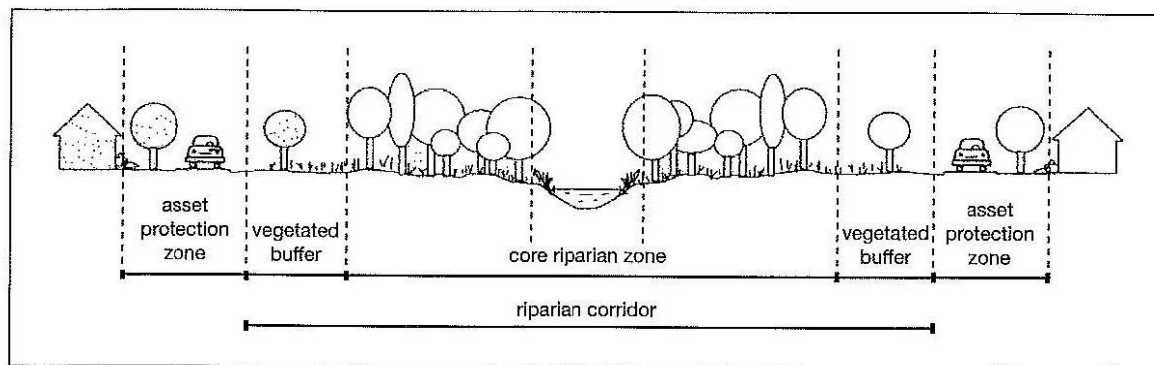 asset
protection
zone
vegetated
buffer
core riparian zone
vegetated
buffer
asset
protection
zone
riparian corridor